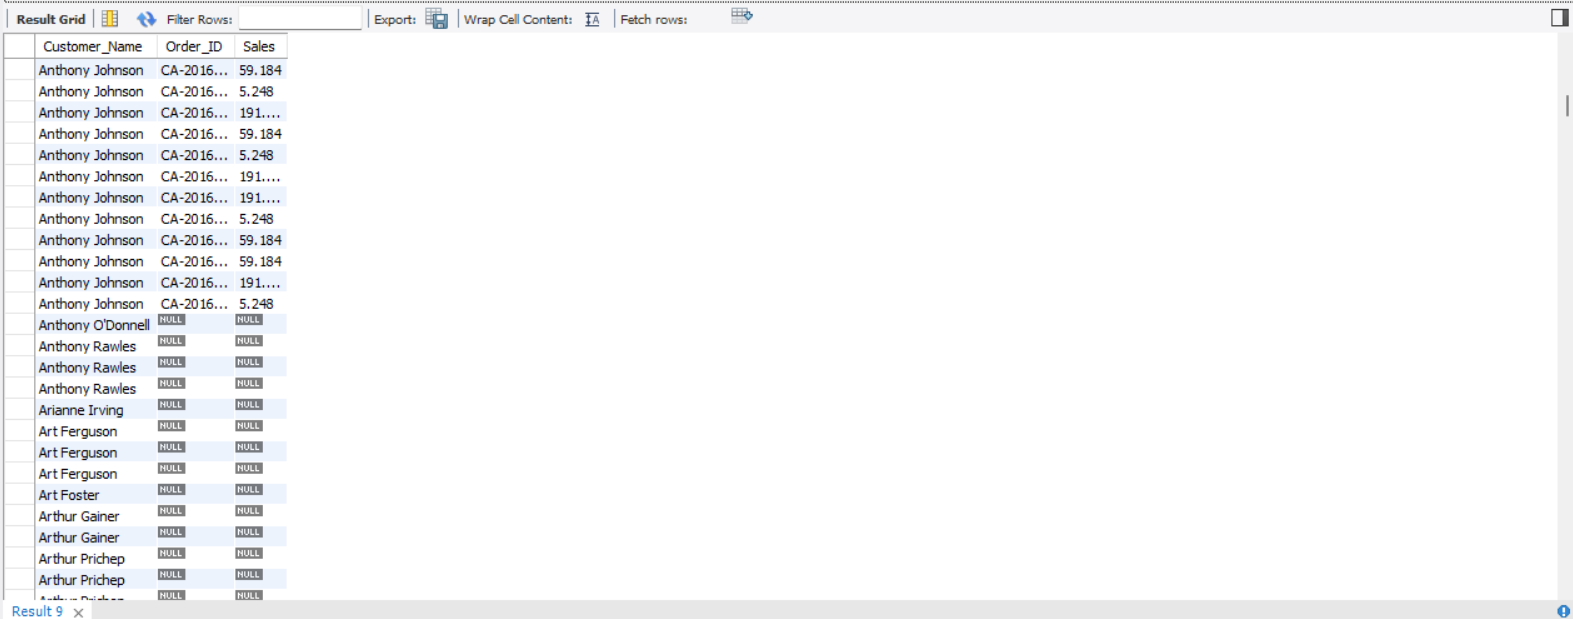 Result Grid Filter Rows: Export: Wrap Cell Content: Fetch rows:
Customer_Name Order_ID Sales
Anthony Johnson CA-2016... 59.184
Anthony Johnson CA-2016... 5.248
Anthony Johnson CA-2016... 191....
Anthony Johnson CA-2016... 59.184
Anthony Johnson CA-2016... 5.248
Anthony Johnson CA-2016... 191....
Anthony Johnson CA-2016... 191....
Anthony Johnson CA-2016... 5.248
Anthony Johnson CA-2016... 59.184
Anthony Johnson CA-2016... 59.184
Anthony Johnson CA-2016... 191....
Anthony Johnson CA-2016... 5.248
Anthony O'Donnell NULL NULL
Anthony Rawles NULL NULL
Anthony Rawles NULL NULL
Anthony Rawles NULL NULL
Arianne Irving NULL NULL
Art Ferguson NULL NULL
Art Ferguson NULL NULL
Art Ferguson NULL NULL
Art Foster NULL NULL
Arthur Gainer NULL NULL
Arthur Gainer NULL NULL
Arthur Prichep NULL NULL
Arthur Prichep NULL NULL
Arthur Prichep NULL NULL
Result 9